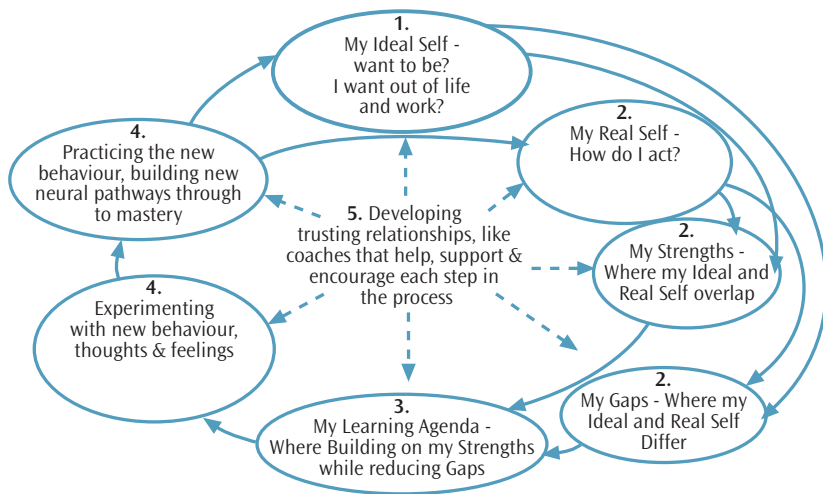 1.
My Ideal Self -
want to be?
I want out of life
and work?
2.
My Real Self -
How do I act?
2.
My Strengths -
Where my Ideal and
Real Self overlap
2.
My Gaps - Where my
Ideal and Real Self
Differ
3.
My Learning Agenda -
Where Building on my Strengths
while reducing Gaps
4.
Experimenting
with new behaviour,
thoughts & feelings
4.
Practicing the new
behaviour, building new
neural pathways through
to mastery
5. Developing
trusting relationships, like
coaches that help, support &
encourage each step in
the process